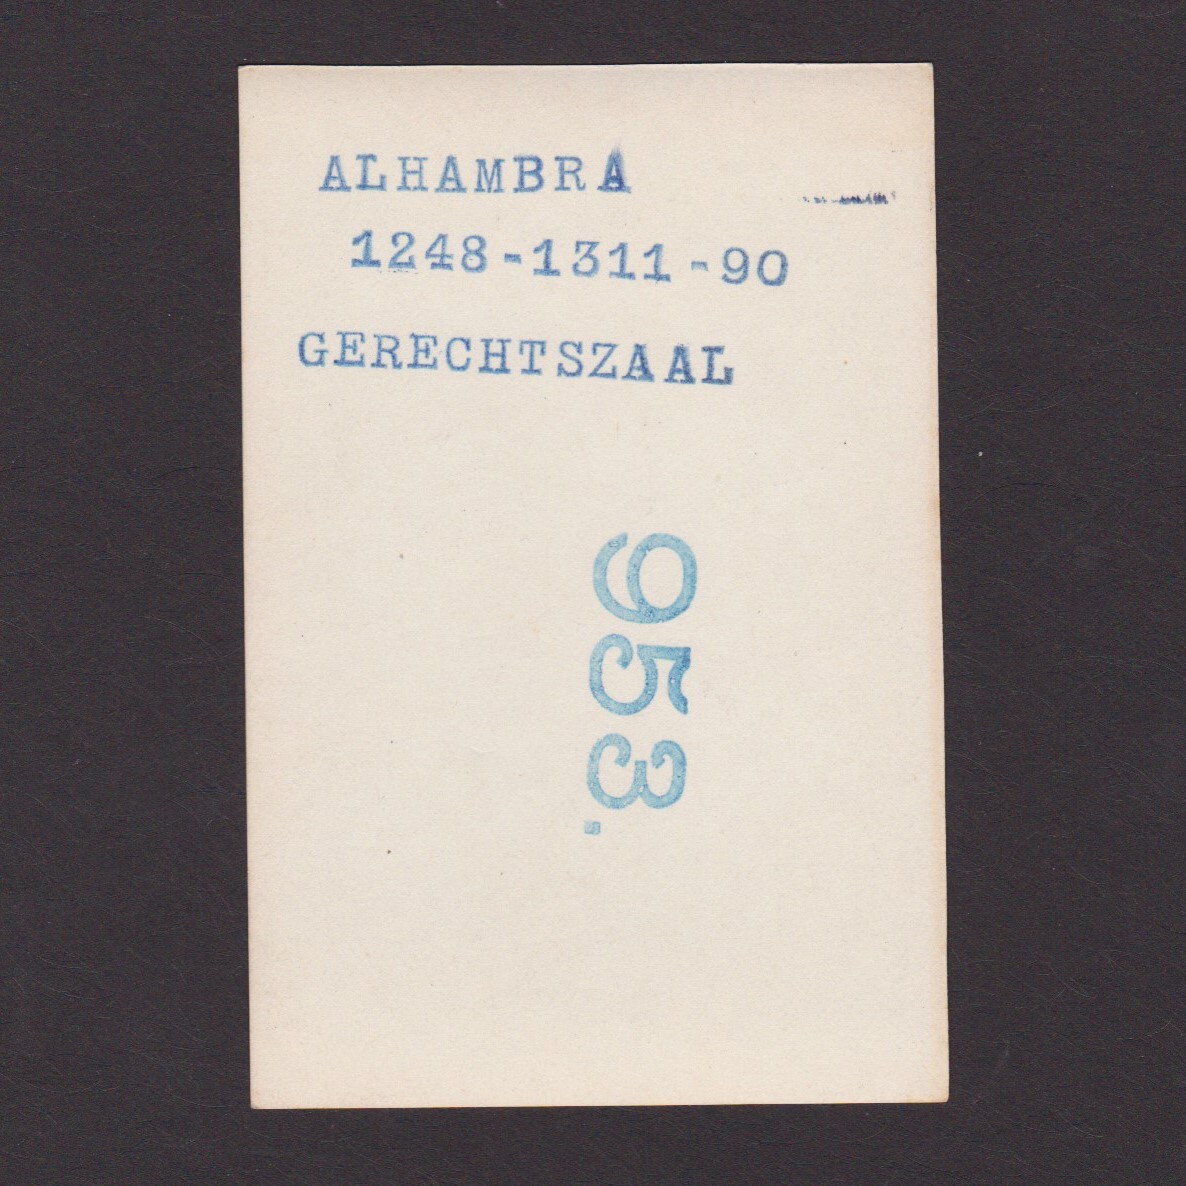 ALHAMBRA
1248-1311-90
GERECHTSZAAL
953.